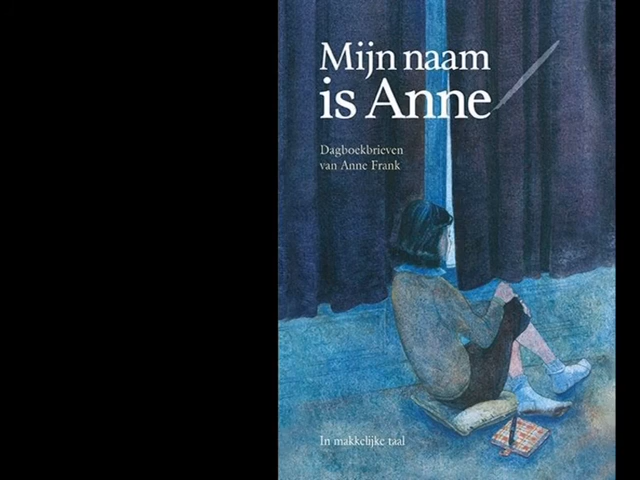 Mijn naam
is Anne
Dagboekbrieven
van Anne Frank
In makkelijke taal